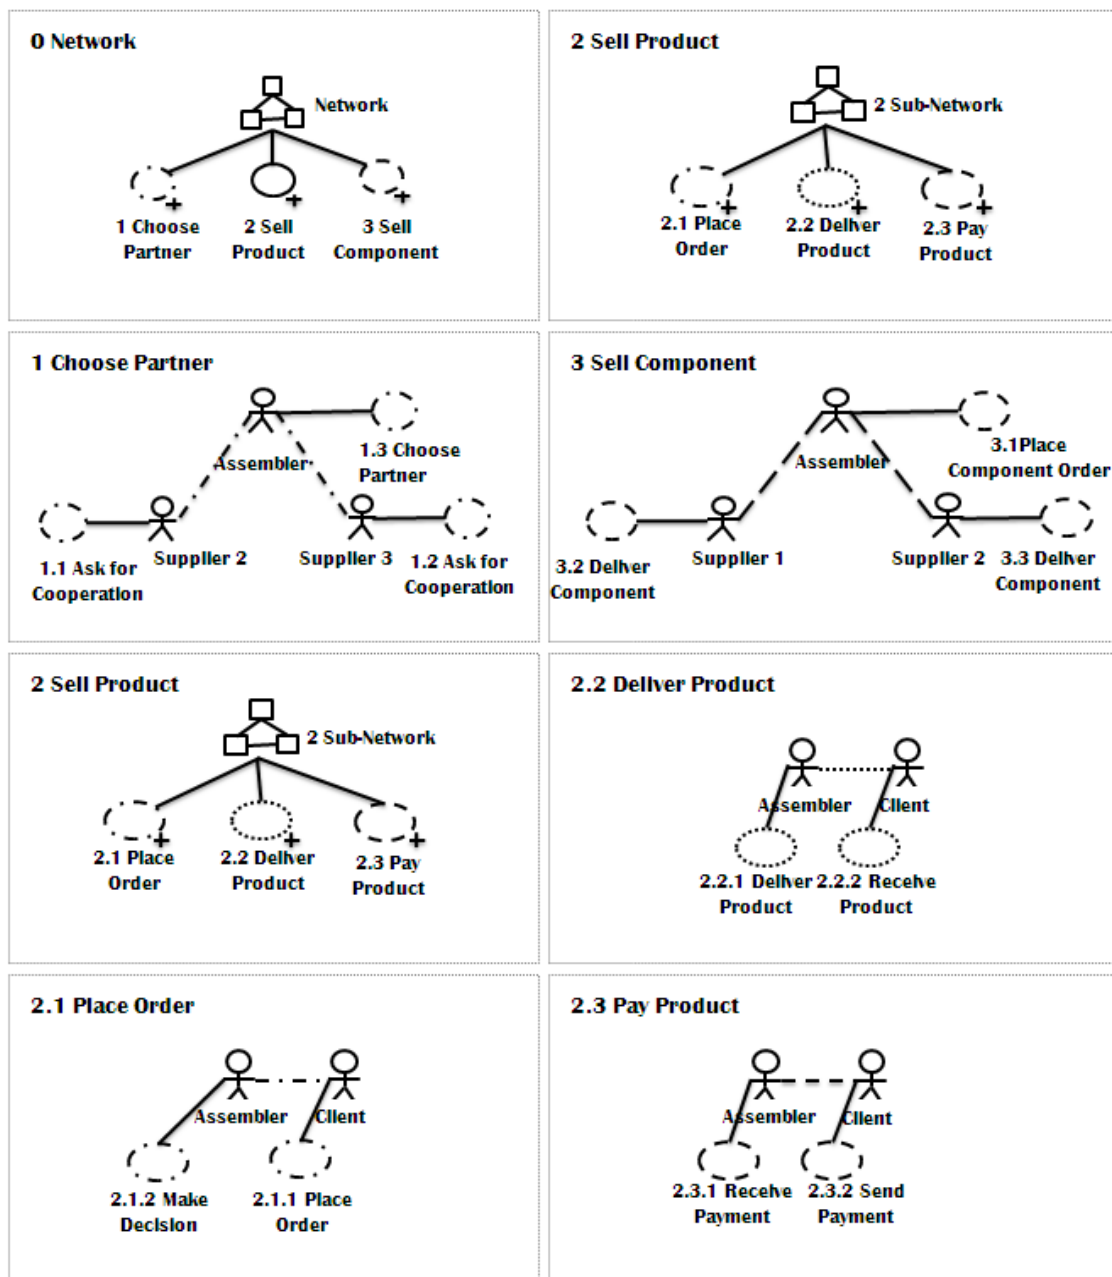 0 Network
Network
1 Choose
Partner
2 Sell
Product
3 Sell
Component
2 Sell Product
2 Sub-Network
2.1 Place
Order
2.2 Deliver
Product
2.3 Pay
Product
1 Choose Partner
Assembler
1.3 Choose
Partner
Supplier 2
Supplier 3
1.1 Ask for
Cooperation
1.2 Ask for
Cooperation
3 Sell Component
Assembler
3.1Place
Component Order
Supplier 1
Supplier 2
3.2 Deliver
Component
3.3 Deliver
Component
2 Sell Product
2 Sub-Network
2.1 Place
Order
2.2 Deliver
Product
2.3 Pay
Product
2.2 Deliver Product
Assembler
Client
2.2.1 Deliver
Product
2.2.2 Receive
Product
2.1 Place Order
Assembler
Client
2.1.2 Make
Decision
2.1.1 Place
Order
2.3 Pay Product
Assembler
Client
2.3.1 Receive
Payment
2.3.2 Send
Payment